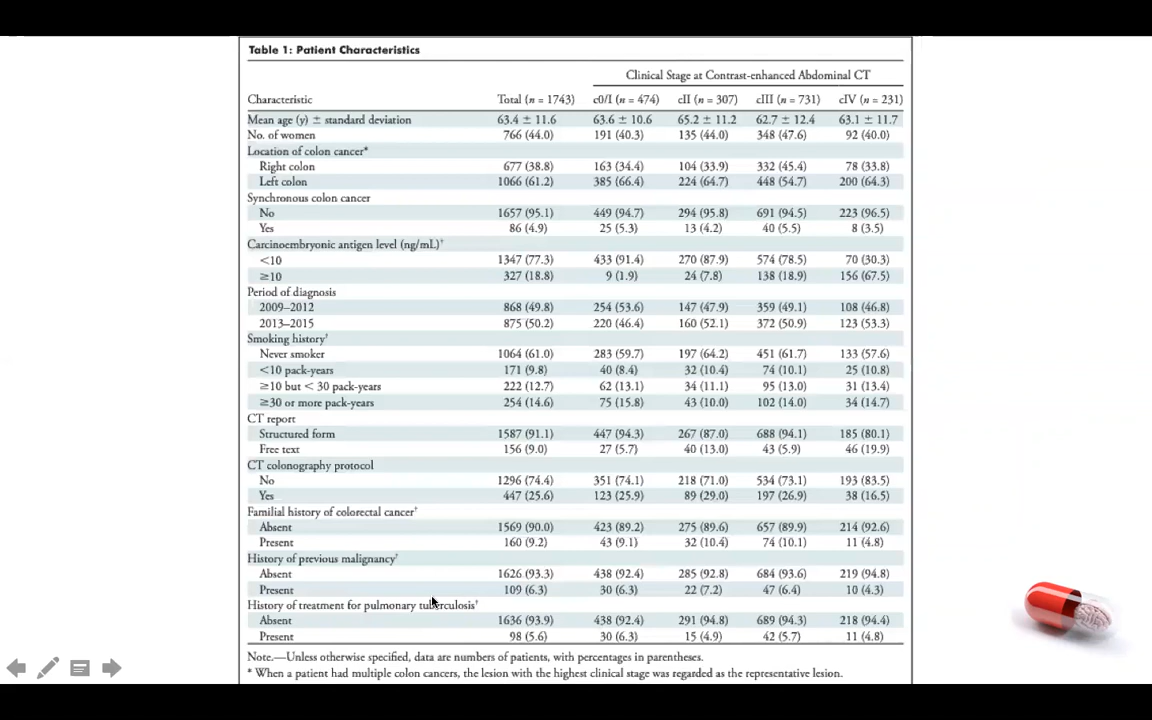 Table 1: Patient Characteristics
Clinical Stage at Contrast-enhanced Abdominal CT
Characteristic Total (n = 1743) c0/I (n = 474) cII (n = 307) cIII (n = 731) cIV (n = 231)
Mean age (y) ± standard deviation 63.4 ± 11.6 63.6 ± 10.6 65.2 ± 11.2 62.7 ± 12.4 63.1 ± 11.7
No. of women 766 (44.0) 191 (40.3) 135 (44.0) 348 (47.6) 92 (40.0)
Location of colon cancer*
Right colon 677 (38.8) 163 (34.4) 104 (33.9) 332 (45.4) 78 (33.8)
Left colon 1066 (61.2) 385 (66.4) 224 (64.7) 448 (54.7) 200 (64.3)
Synchronous colon cancer
No 1657 (95.1) 449 (94.7) 294 (95.8) 691 (94.5) 223 (96.5)
Yes 86 (4.9) 25 (5.3) 13 (4.2) 40 (5.5) 8 (3.5)
Carcinoembryonic antigen level (ng/mL)†
<10 1347 (77.3) 433 (91.4) 270 (87.9) 574 (78.5) 70 (30.3)
≥10 327 (18.8) 9 (1.9) 24 (7.8) 138 (18.9) 156 (67.5)
Period of diagnosis
2009–2012 868 (49.8) 254 (53.6) 147 (47.9) 359 (49.1) 108 (46.8)
2013–2015 875 (50.2) 220 (46.4) 160 (52.1) 372 (50.9) 123 (53.3)
Smoking history†
Never smoker 1064 (61.0) 283 (59.7) 197 (64.2) 451 (61.7) 133 (57.6)
<10 pack-years 171 (9.8) 40 (8.4) 32 (10.4) 74 (10.1) 25 (10.8)
≥10 but < 30 pack-years 222 (12.7) 62 (13.1) 34 (11.1) 95 (13.0) 31 (13.4)
≥30 or more pack-years 254 (14.6) 75 (15.8) 43 (10.0) 102 (14.0) 34 (14.7)
CT report
Structured form 1587 (91.1) 447 (94.3) 267 (87.0) 688 (94.1) 185 (80.1)
Free text 156 (9.0) 27 (5.7) 40 (13.0) 43 (5.9) 46 (19.9)
CT colonography protocol
No 1296 (74.4) 351 (74.1) 218 (71.0) 534 (73.1) 193 (83.5)
Yes 447 (25.6) 123 (25.9) 89 (29.0) 197 (26.9) 38 (16.5)
Familial history of colorectal cancer†
Absent 1569 (90.0) 423 (89.2) 275 (89.6) 657 (89.9) 214 (92.6)
Present 160 (9.2) 43 (9.1) 32 (10.4) 74 (10.1) 11 (4.8)
History of previous malignancy†
Absent 1626 (93.3) 438 (92.4) 285 (92.8) 684 (93.6) 219 (94.8)
Present 109 (6.3) 30 (6.3) 22 (7.2) 47 (6.4) 10 (4.3)
History of treatment for pulmonary tuberculosis†
Absent 1636 (93.9) 438 (92.4) 291 (94.8) 689 (94.3) 218 (94.4)
Present 98 (5.6) 30 (6.3) 15 (4.9) 42 (5.7) 11 (4.8)
Note.—Unless otherwise specified, data are numbers of patients, with percentages in parentheses.
* When a patient had multiple colon cancers, the lesion with the highest clinical stage was regarded as the representative lesion.